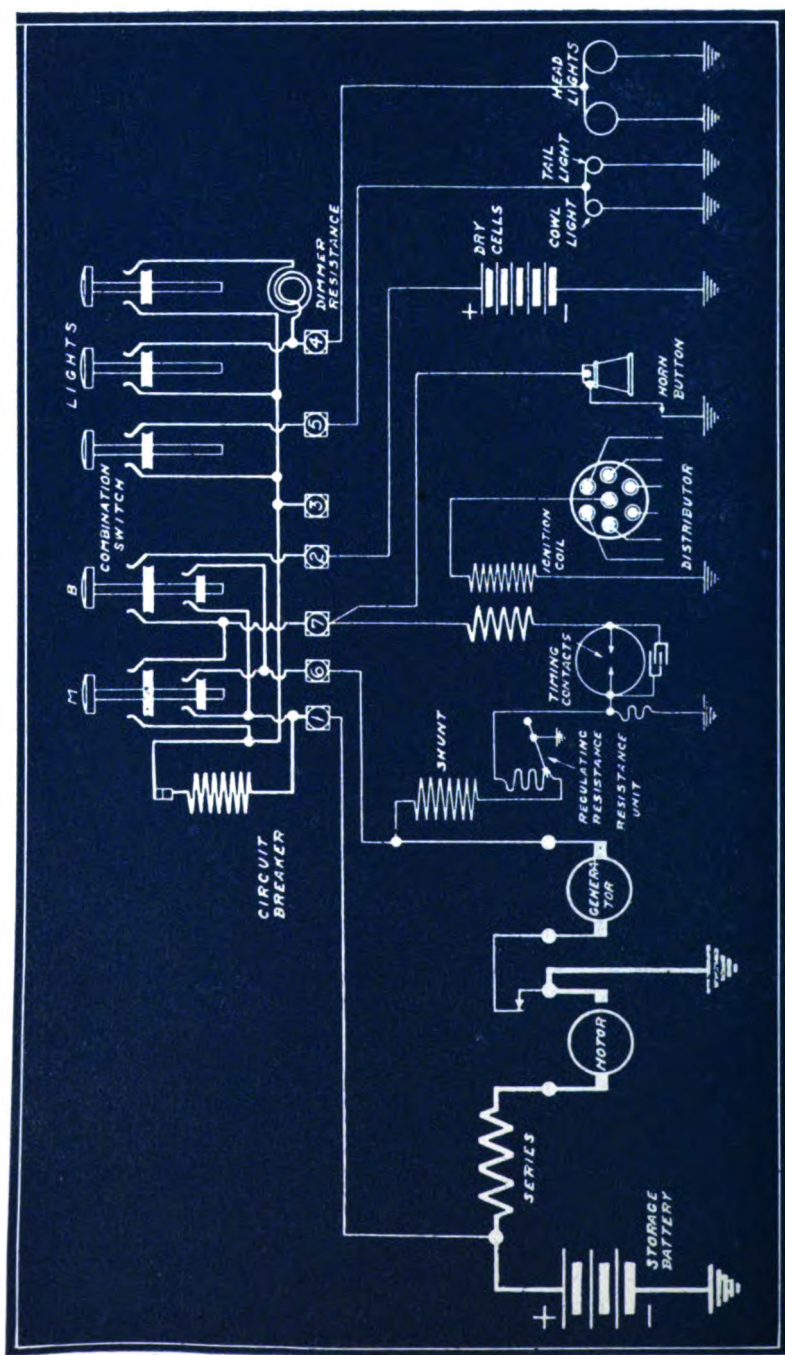 LIGHTS
M
B
COMBINATION
SWITCH
CIRCUIT
BREAKER
1
6
7
2
3
5
4
DIMMER
RESISTANCE
SERIES
SHUNT
REGULATING
RESISTANCE
RESISTANCE
UNIT
TIMING
CONTACTS
IGNITION
COIL
DISTRIBUTOR
HORN
BUTTON
+
DRY
CELLS
-
COWL
LIGHT
TAIL
LIGHT
HEAD
LIGHTS
+
STORAGE
BATTERY
-
MOTOR
GENERA
TOR